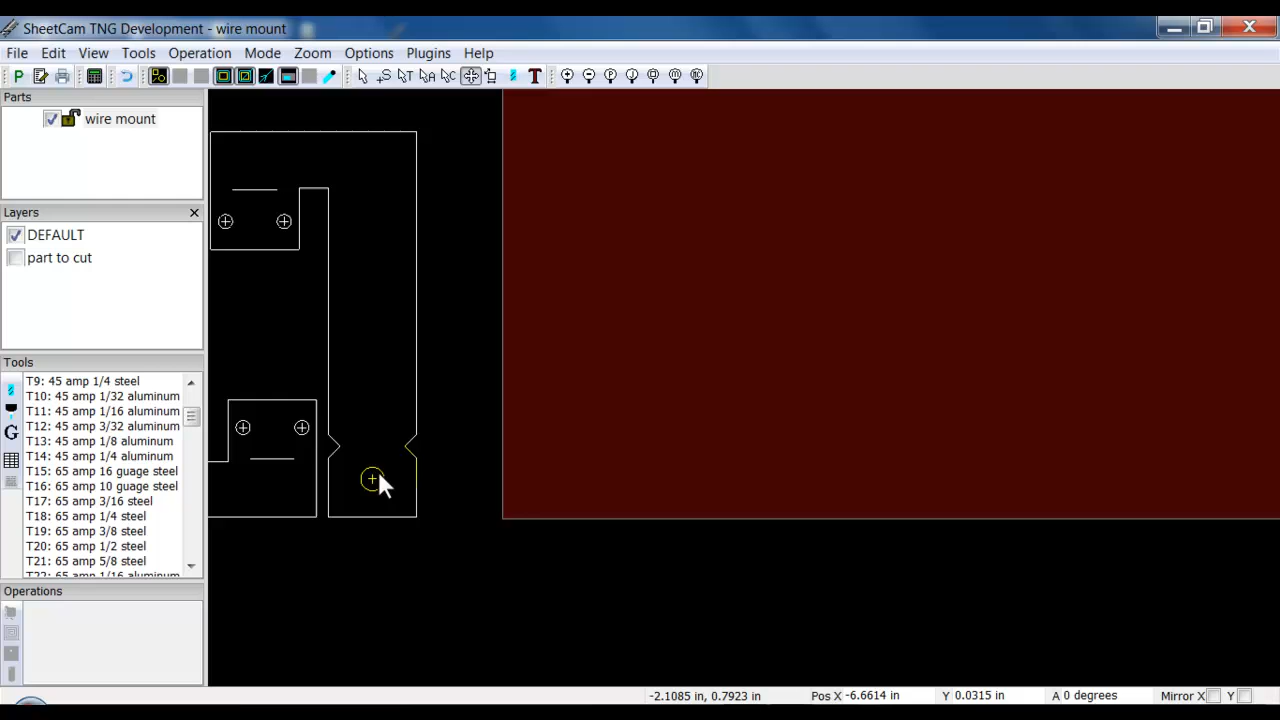 SheetCam TNG Development - wire mount
File Edit View Tools Operation Mode Zoom Options Plugins Help
Parts
wire mount
Layers
DEFAULT
part to cut
Tools
T9: 45 amp 1/4 steel
T10: 45 amp 1/32 aluminum
T11: 45 amp 1/16 aluminum
T12: 45 amp 3/32 aluminum
T13: 45 amp 1/8 aluminum
T14: 45 amp 1/4 aluminum
T15: 65 amp 16 guage steel
T16: 65 amp 10 guage steel
T17: 65 amp 3/16 steel
T18: 65 amp 1/4 steel
T19: 65 amp 3/8 steel
T20: 65 amp 1/2 steel
T21: 65 amp 5/8 steel
T22: 65 amp 1/16 aluminum
Operations
-2.1085 in, 0.7923 in Pos X -6.6614 in Y 0.0315 in A 0 degrees Mirror X Y